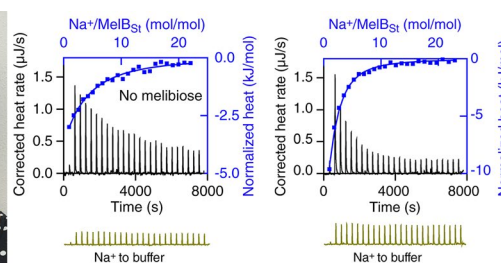 Na⁺/MelB_St (mol/mol)
0 10 20
Corrected heat rate (µJ/s)
1.5
1.0
0.5
0.0
No melibiose
0.0
-2.5
-5.0
Normalized heat (kJ/mol)
0 4000 8000
Time (s)
Na⁺ to buffer
Na⁺/MelB_St (mol/mol)
0 10 20
Corrected heat rate (µJ/s)
1.5
1.0
0.5
0.0
0
-5
-10
0 4000 8000
Time (s)
Na⁺ to buffer